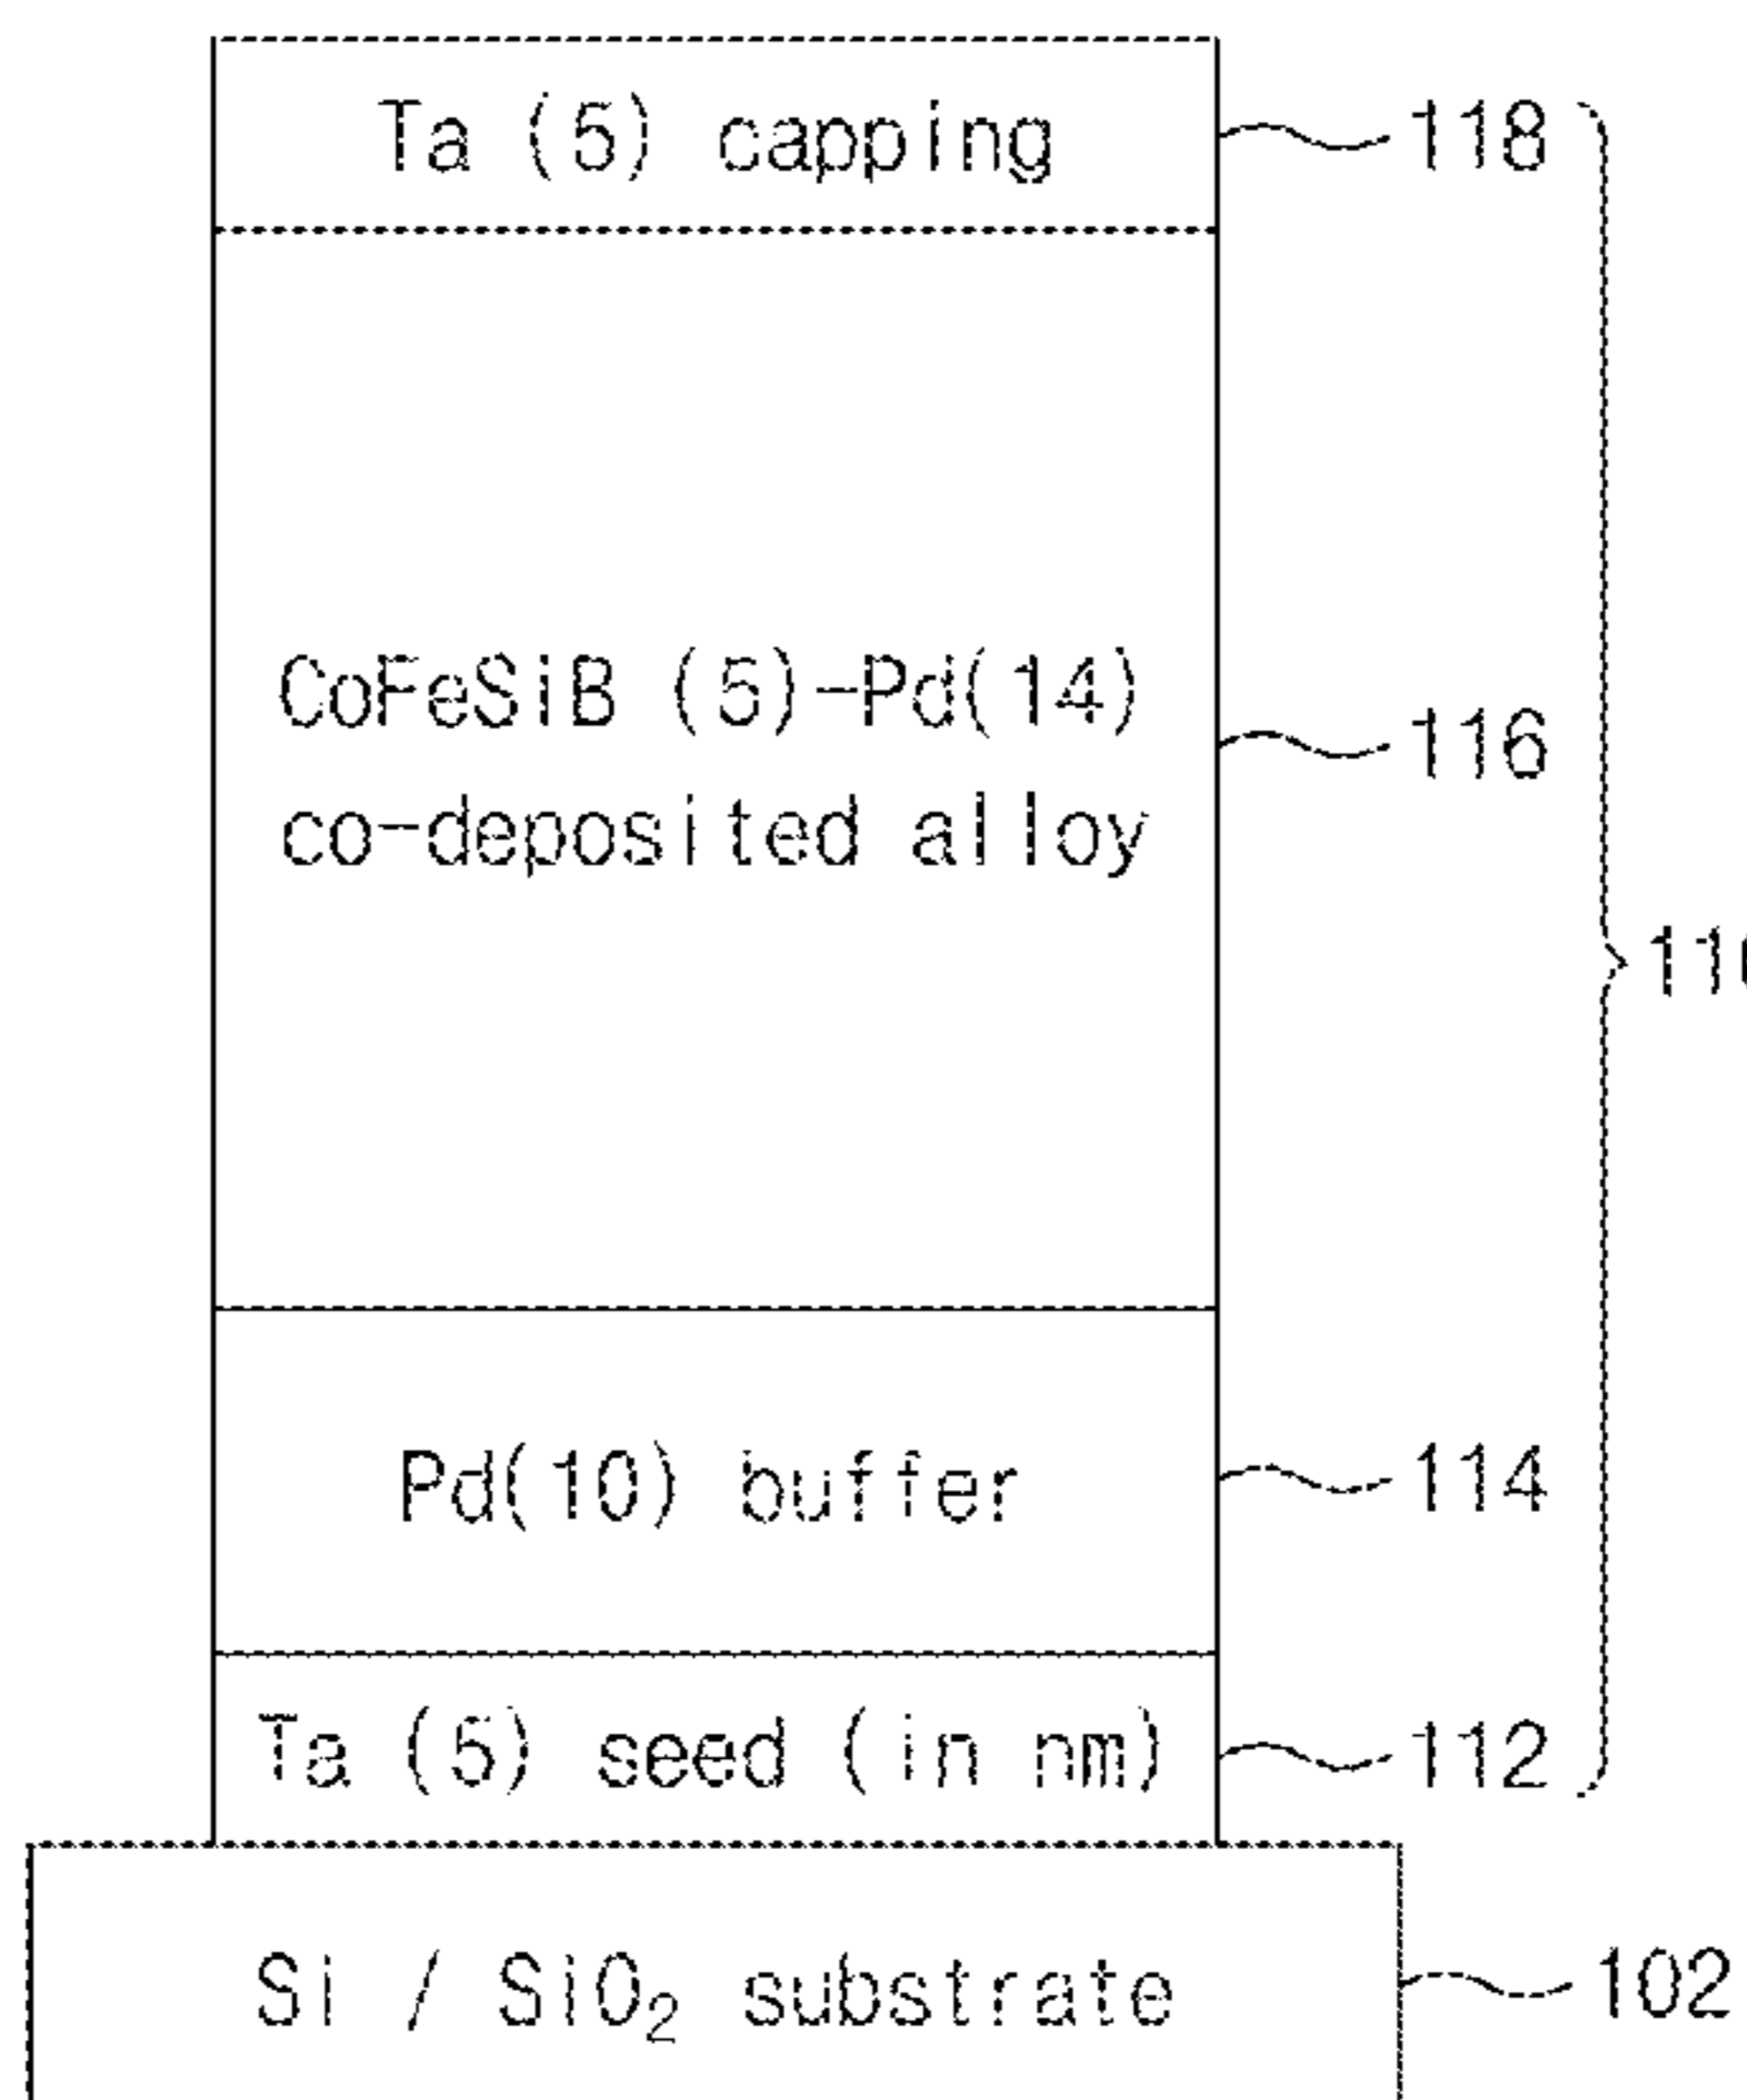 Ta (5) capping
118
CoFeSiB (5)-Pd(14)
co-deposited alloy
116
Pd(10) buffer
114
Ta (5) seed (in nm)
112
Si / SiO₂ substrate
102